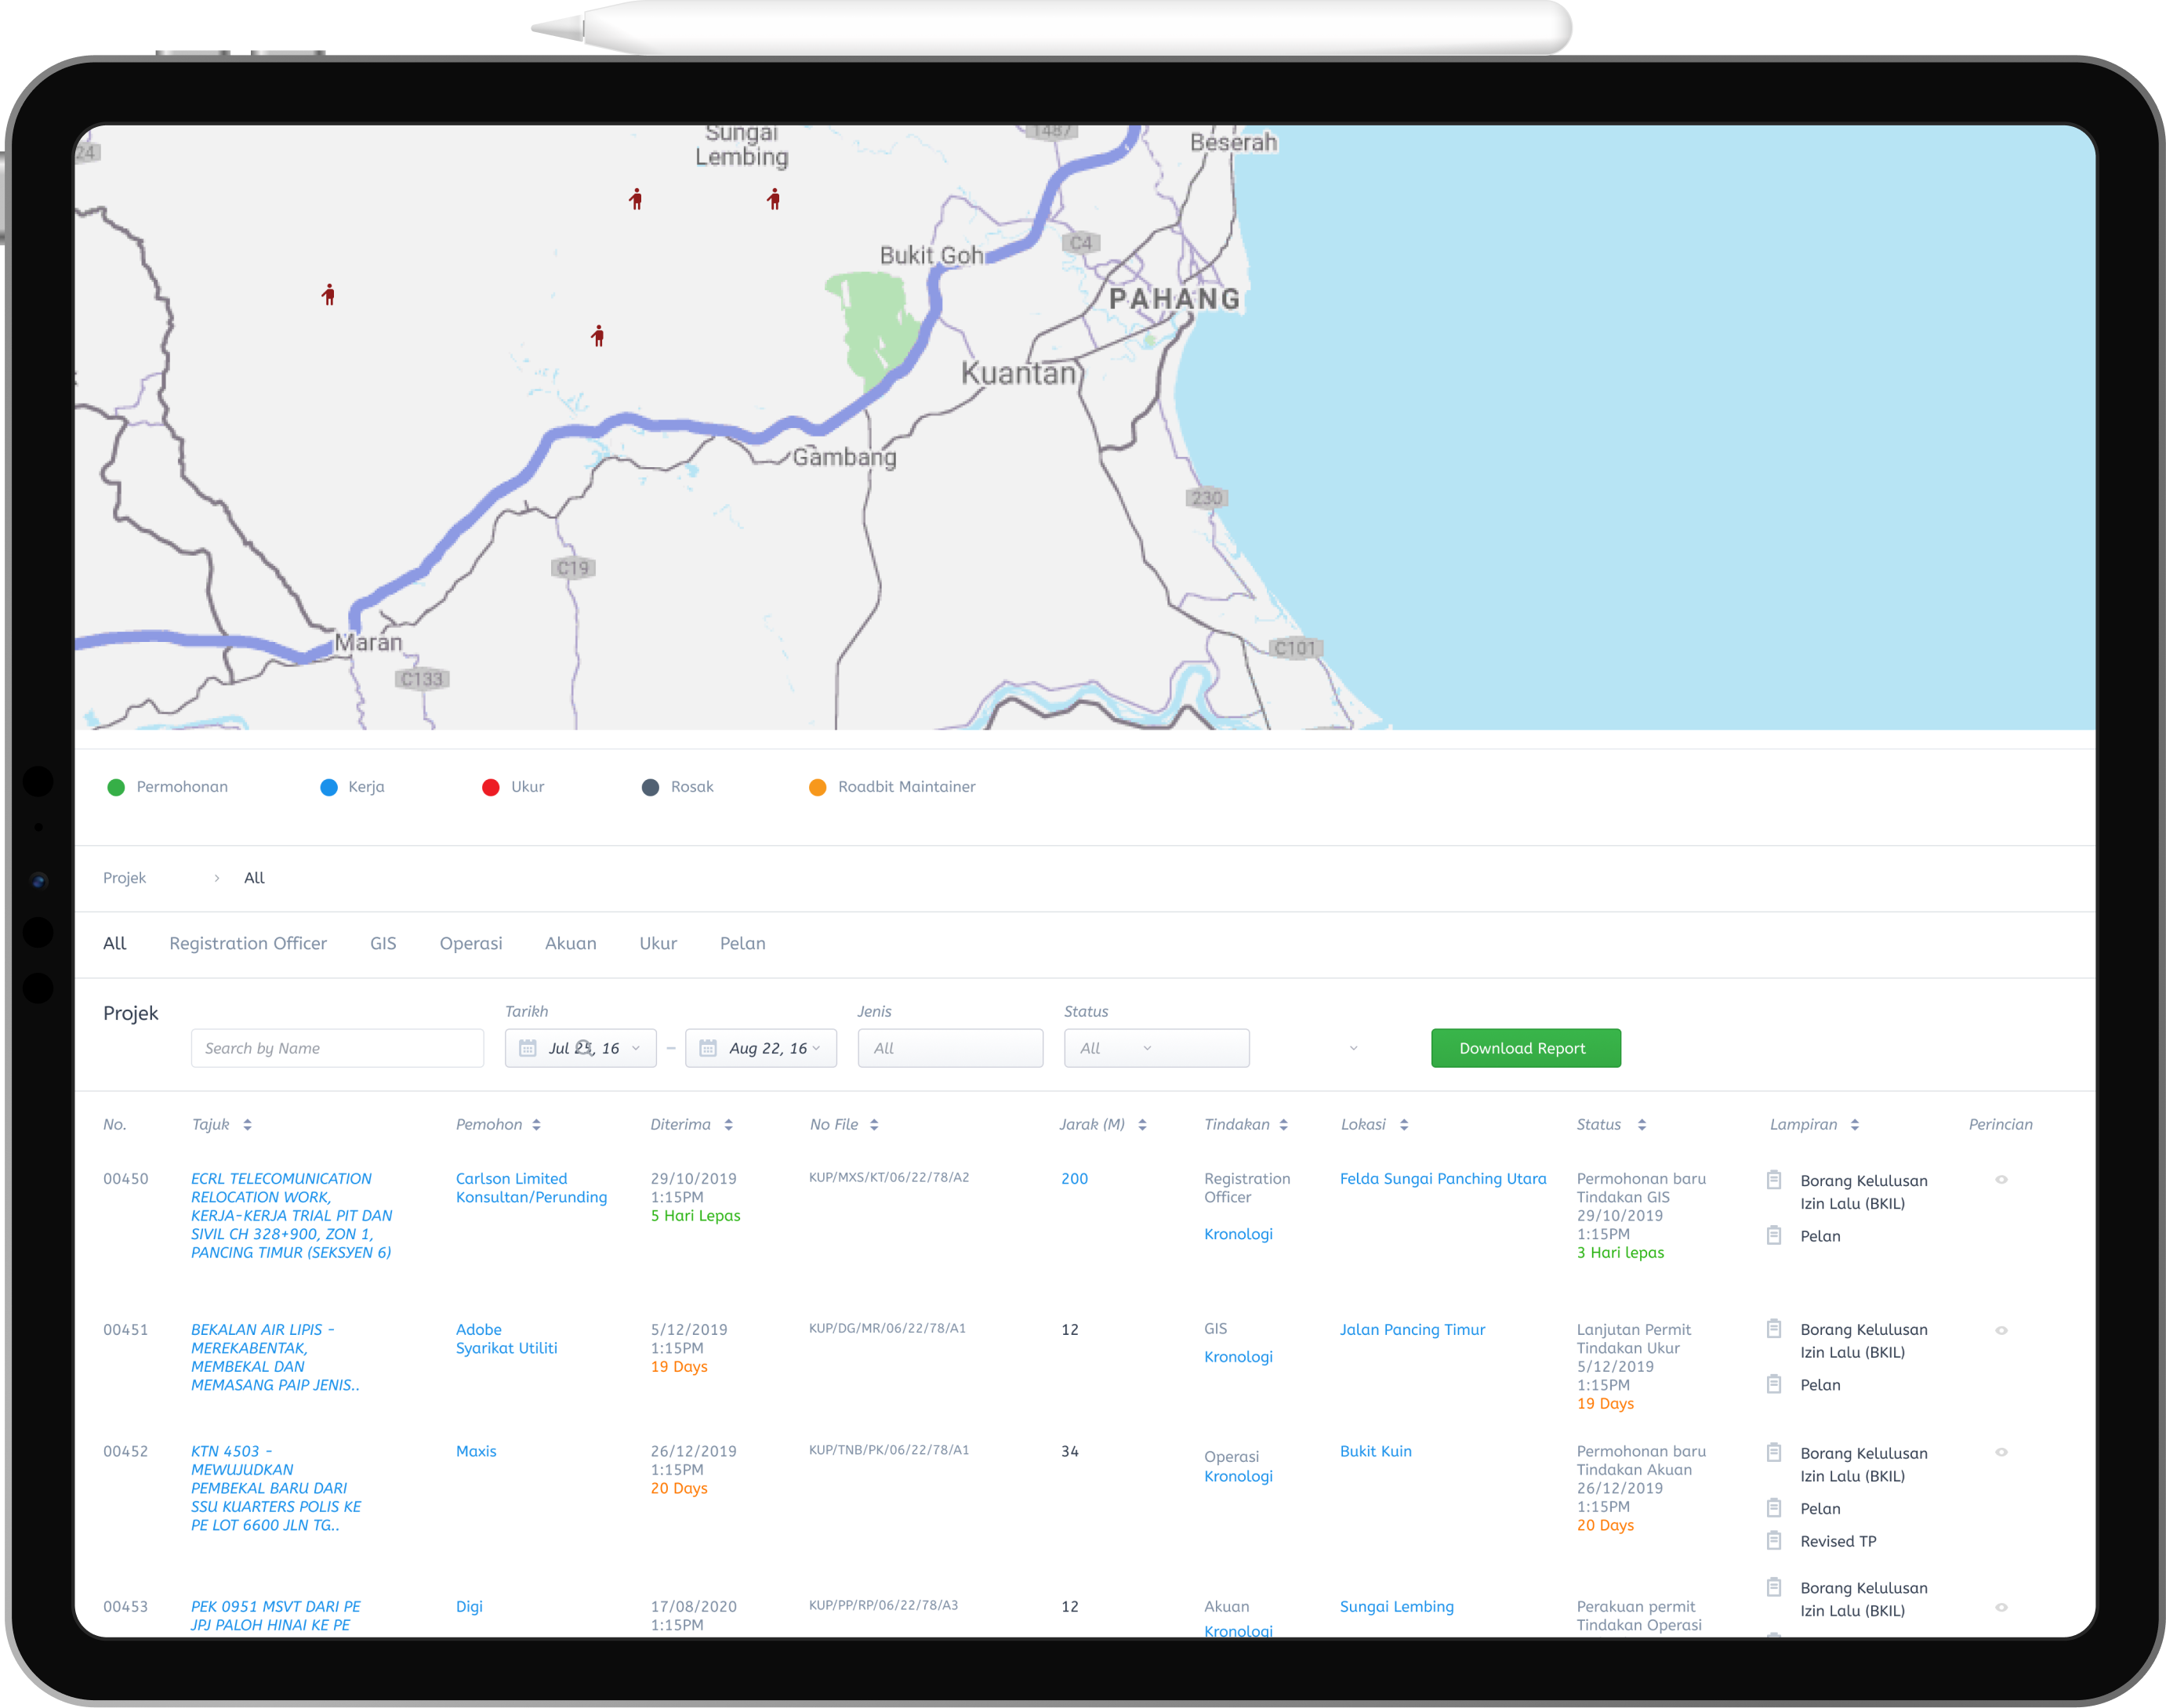 Sungai
Lembing
1487
Beserah
24
Bukit Goh
C4
PAHANG
Kuantan
Gambang
230
C19
Maran
C101
C133
Permohonan
Kerja
Ukur
Rosak
Roadbit Maintainer
Projek > All
All
Registration Officer
GIS
Operasi
Akuan
Ukur
Pelan
Projek
Tarikh
Jenis
Status
Search by Name
Jul 25, 16
–
Aug 22, 16
All
All
Download Report
No.
Tajuk
Pemohon
Diterima
No File
Jarak (M)
Tindakan
Lokasi
Status
Lampiran
Perincian
00450
ECRL TELECOMUNICATION
RELOCATION WORK,
KERJA-KERJA TRIAL PIT DAN
SIVIL CH 328+900, ZON 1,
PANCING TIMUR (SEKSYEN 6)
Carlson Limited
Konsultan/Perunding
29/10/2019
1:15PM
5 Hari Lepas
KUP/MXS/KT/06/22/78/A2
200
Registration
Officer
Kronologi
Felda Sungai Panching Utara
Permohonan baru
Tindakan GIS
29/10/2019
1:15PM
3 Hari lepas
Borang Kelulusan
Izin Lalu (BKIL)
Pelan
00451
BEKALAN AIR LIPIS -
MEREKABENTAK,
MEMBEKAL DAN
MEMASANG PAIP JENIS..
Adobe
Syarikat Utiliti
5/12/2019
1:15PM
19 Days
KUP/DG/MR/06/22/78/A1
12
GIS
Kronologi
Jalan Pancing Timur
Lanjutan Permit
Tindakan Ukur
5/12/2019
1:15PM
19 Days
Borang Kelulusan
Izin Lalu (BKIL)
Pelan
00452
KTN 4503 -
MEWUJUDKAN
PEMBEKAL BARU DARI
SSU KUARTERS POLIS KE
PE LOT 6600 JLN TG..
Maxis
26/12/2019
1:15PM
20 Days
KUP/TNB/PK/06/22/78/A1
34
Operasi
Kronologi
Bukit Kuin
Permohonan baru
Tindakan Akuan
26/12/2019
1:15PM
20 Days
Borang Kelulusan
Izin Lalu (BKIL)
Pelan
Revised TP
00453
PEK 0951 MSVT DARI PE
JPJ PALOH HINAI KE PE
Digi
17/08/2020
1:15PM
KUP/PP/RP/06/22/78/A3
12
Akuan
Kronologi
Sungai Lembing
Perakuan permit
Tindakan Operasi
Borang Kelulusan
Izin Lalu (BKIL)